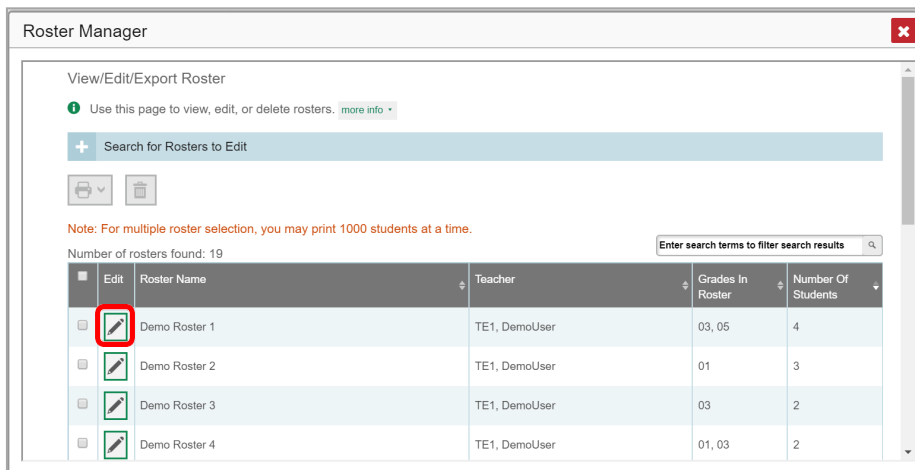 Roster Manager
View/Edit/Export Roster
Use this page to view, edit, or delete rosters. more info
Search for Rosters to Edit
Note: For multiple roster selection, you may print 1000 students at a time.
Number of rosters found: 19
Enter search terms to filter search results
Edit Roster Name Teacher Grades In Roster Number Of Students
Demo Roster 1 TE1, DemoUser 03, 05 4
Demo Roster 2 TE1, DemoUser 01 3
Demo Roster 3 TE1, DemoUser 03 2
Demo Roster 4 TE1, DemoUser 01, 03 2